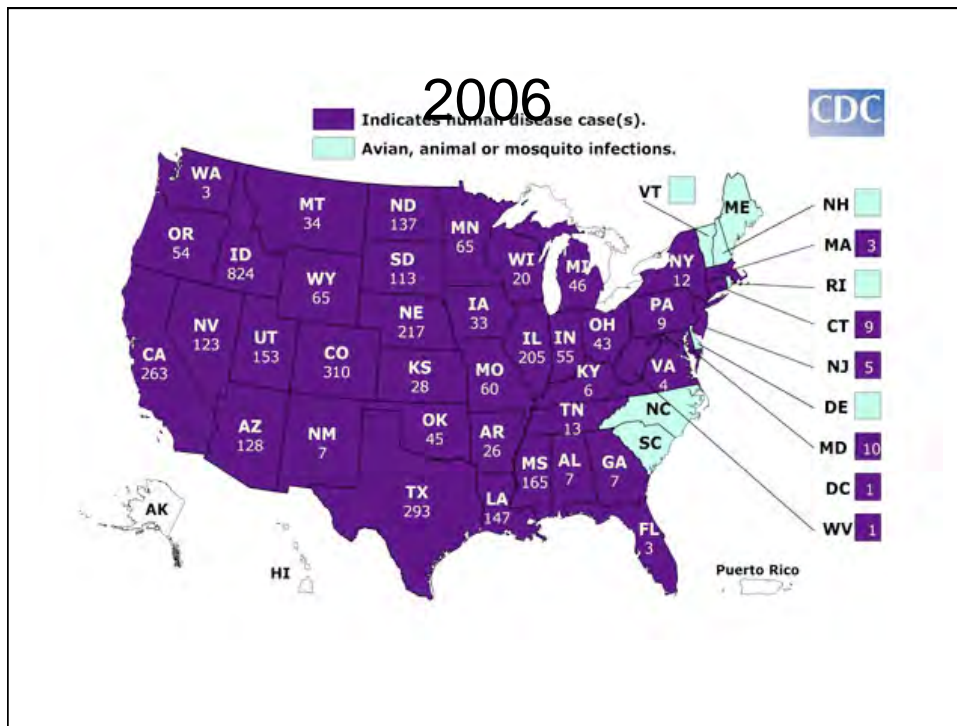 2006
CDC
Indicates human disease case(s).
Avian, animal or mosquito infections.
WA
3
MT
34
ND
137
MN
65
VT
ME
NH
OR
54
ID
824
WY
65
SD
113
WI
20
MI
46
NY
12
MA 3
RI
IA
33
NE
217
PA
9
CT 9
NV
123
UT
153
CO
310
IL
205
IN
55
OH
43
NJ 5
CA
263
KS
28
MO
60
KY
6
VA
4
DE
AZ
128
NM
7
OK
45
AR
26
TN
13
NC
SC
MD 10
MS
165
AL
7
GA
7
DC 1
TX
293
LA
147
FL
3
WV 1
AK
HI
Puerto Rico